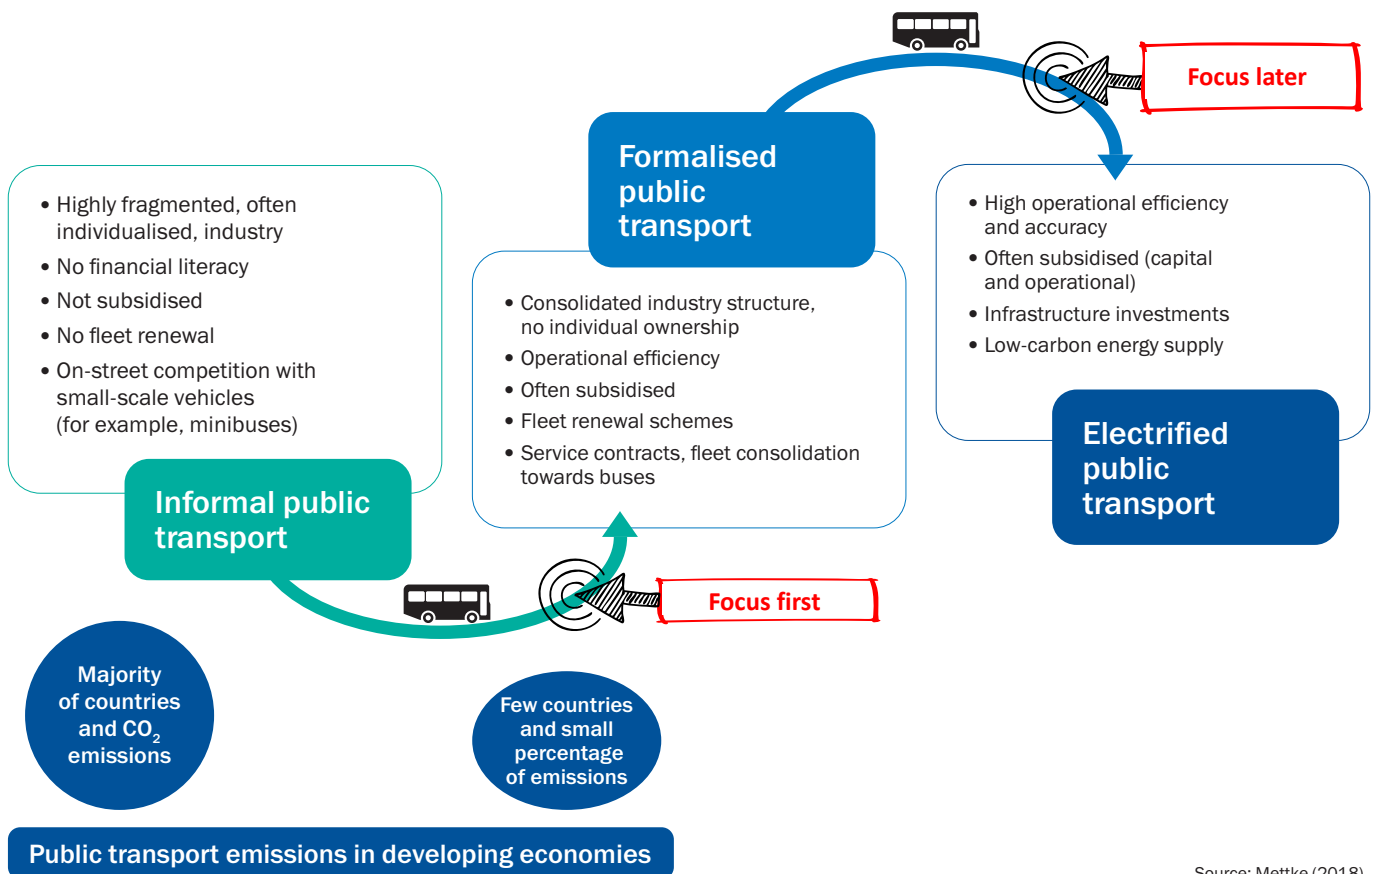 Focus later
Formalised
public
transport
• Highly fragmented, often
individualised, industry
• No financial literacy
• Not subsidised
• No fleet renewal
• On-street competition with
small-scale vehicles
(for example, minibuses)
Informal public
transport
• Consolidated industry structure,
no individual ownership
• Operational efficiency
• Often subsidised
• Fleet renewal schemes
• Service contracts, fleet consolidation
towards buses
• High operational efficiency
and accuracy
• Often subsidised (capital
and operational)
• Infrastructure investments
• Low-carbon energy supply
Electrified
public
transport
Focus first
Majority
of countries
and CO₂
emissions
Few countries
and small
percentage
of emissions
Public transport emissions in developing economies
Source: Mettke (2018)